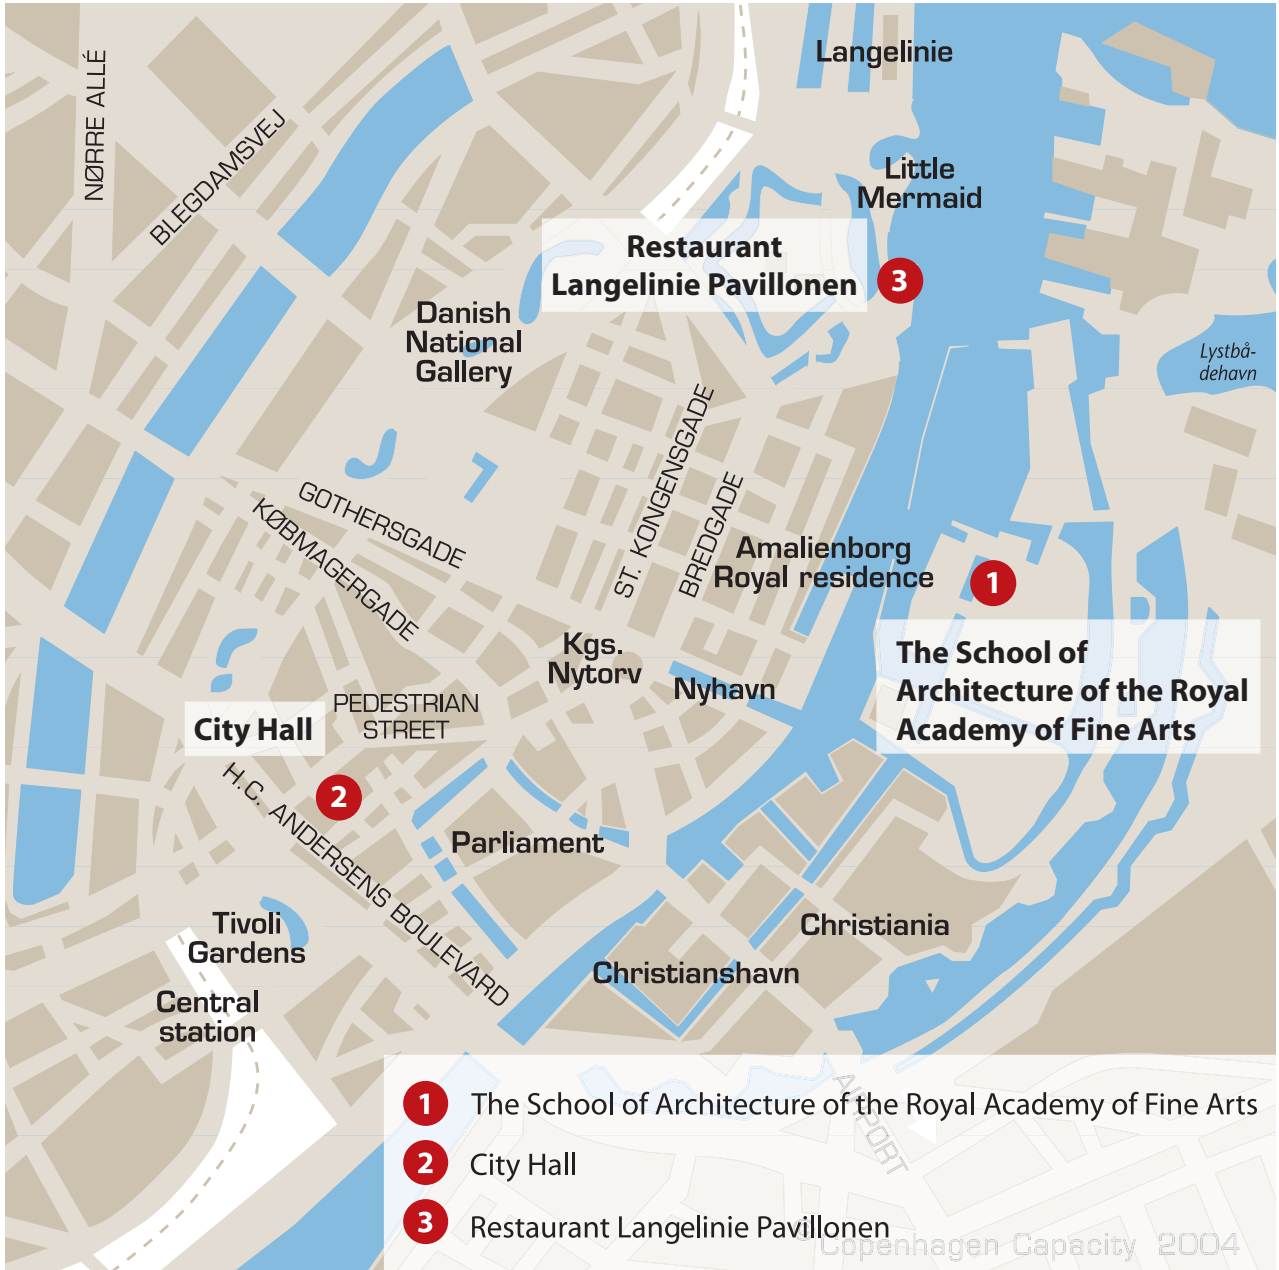 Langelinie
NØRRE ALLÉ
BLEGDAMSVEJ
Little
Mermaid
Restaurant
Langelinie Pavillonen
3
Danish
National
Gallery
Lystbå-
dehavn
ST. KONGENSGADE
BREDGADE
GOTHERSGADE
KØBMAGERGADE
Amalienborg
Royal residence
1
The School of
Architecture of the Royal
Academy of Fine Arts
Kgs.
Nytorv
Nyhavn
PEDESTRIAN
STREET
City Hall
2
H.C. ANDERSENS BOULEVARD
Parliament
Tivoli
Gardens
Christiania
Christianshavn
Central
station
AIRPORT
1 The School of Architecture of the Royal Academy of Fine Arts
2 City Hall
3 Restaurant Langelinie Pavillonen
© Copenhagen Capacity 2004